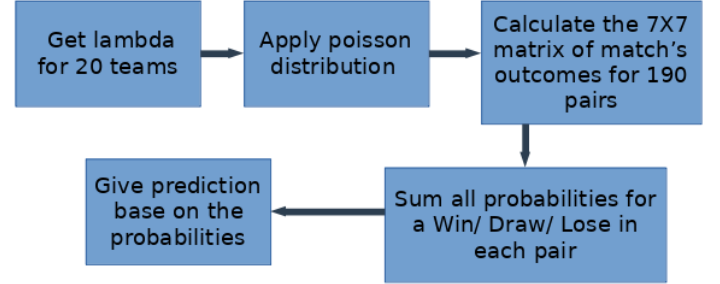 Get lambda
for 20 teams
Apply poisson
distribution
Calculate the 7X7
matrix of match's
outcomes for 190
pairs
Sum all probabilities for
a Win/ Draw/ Lose in
each pair
Give prediction
base on the
probabilities